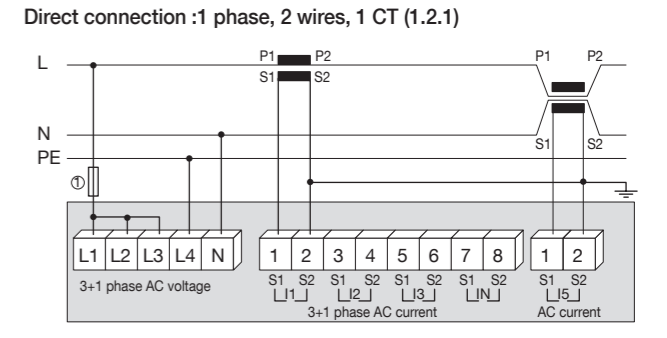 Direct connection :1 phase, 2 wires, 1 CT (1.2.1)
P1 P2 P1 P2
L
S1 S2
N
S1 S2
PE
①
L1 L2 L3 L4 N 1 2 3 4 5 6 7 8 1 2
S1 S2 S1 S2 S1 S2 S1 S2 S1 S2
3+1 phase AC voltage
I1 I2 I3 IN I5
3+1 phase AC current AC current